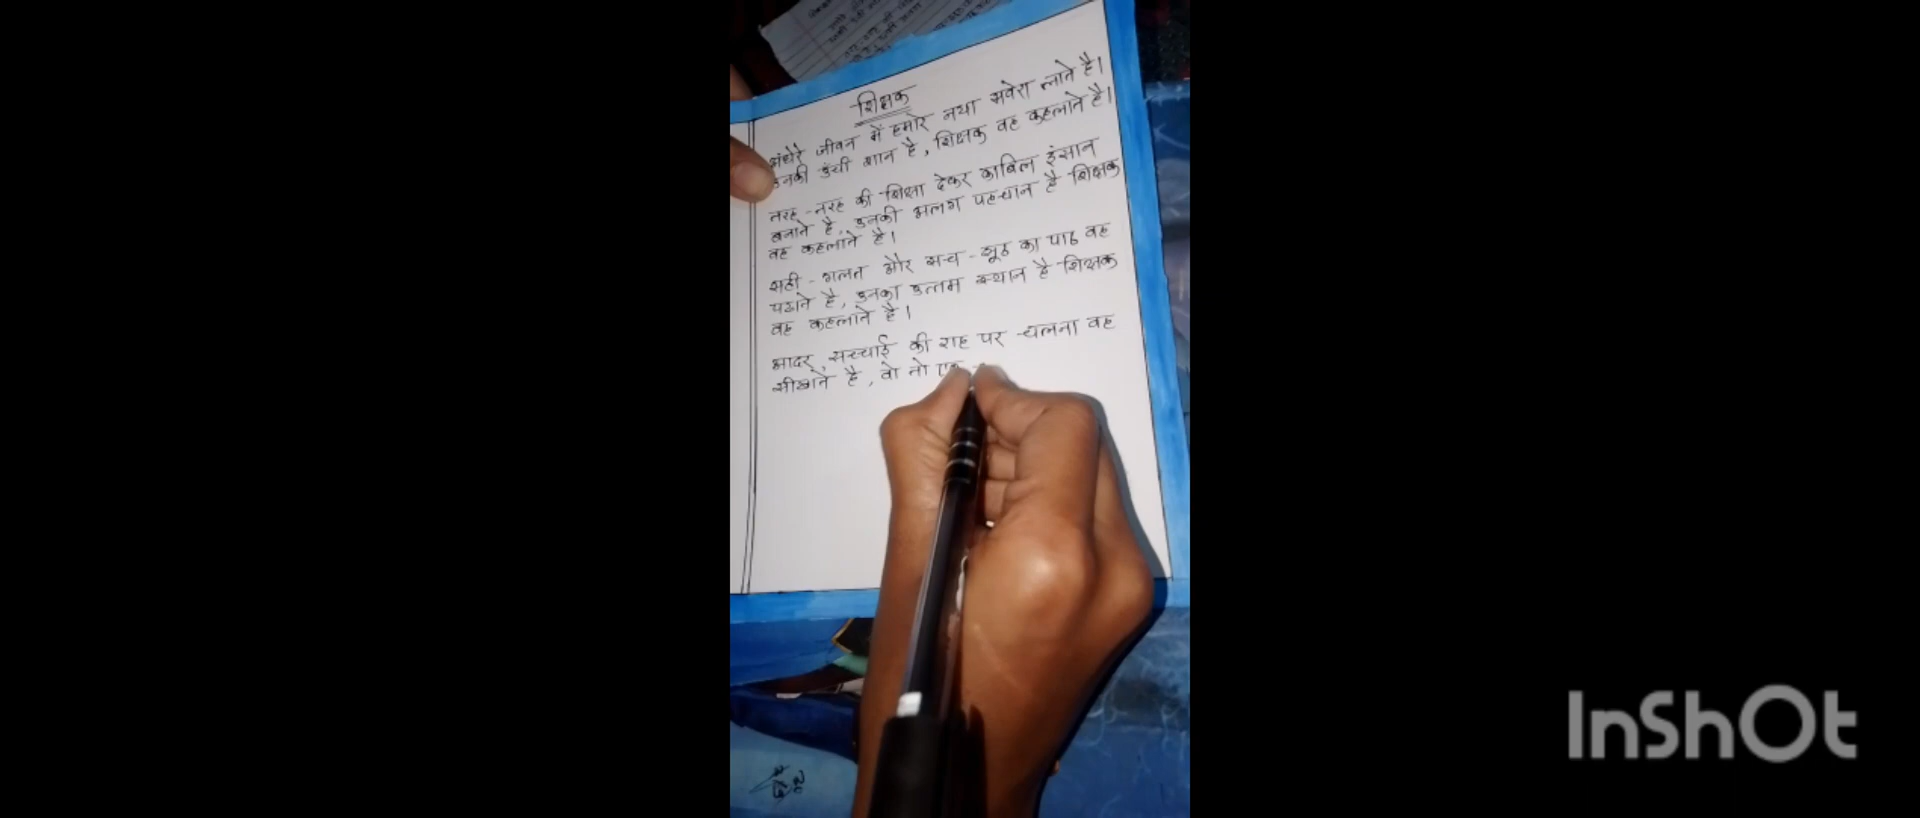 शिक्षक
अंधेरे जीवन में हमारे नया सवेरा लाते है।
उनकी ऊंची शान है, शिक्षक वह कहलाते है।
तरह-तरह की शिक्षा देकर काबिल इंसान
बनाते है, उनकी अलग पहचान है शिक्षक
वह कहलाते है।
सही-गलत और सच-झूठ का पाठ वह
पढाते है, उनका उत्तम स्थान है शिक्षक
वह कहलाते है।
आदर, सच्चाई की राह पर चलना वह
सीखाते है, वो तो
InShOt